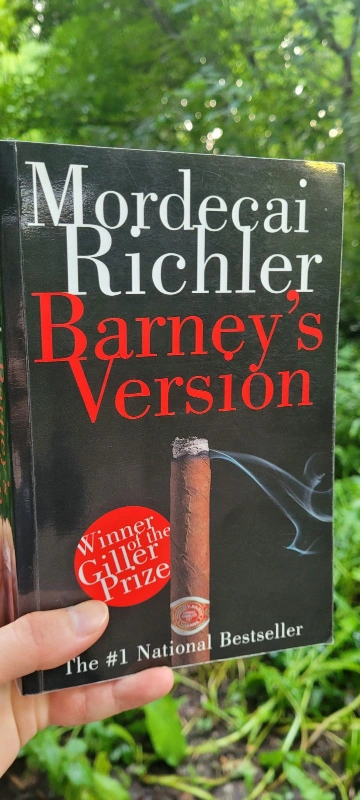 Mordecai
Richler
Barney's
Version
Winner
of the
Giller
Prize
The #1 National Bestseller